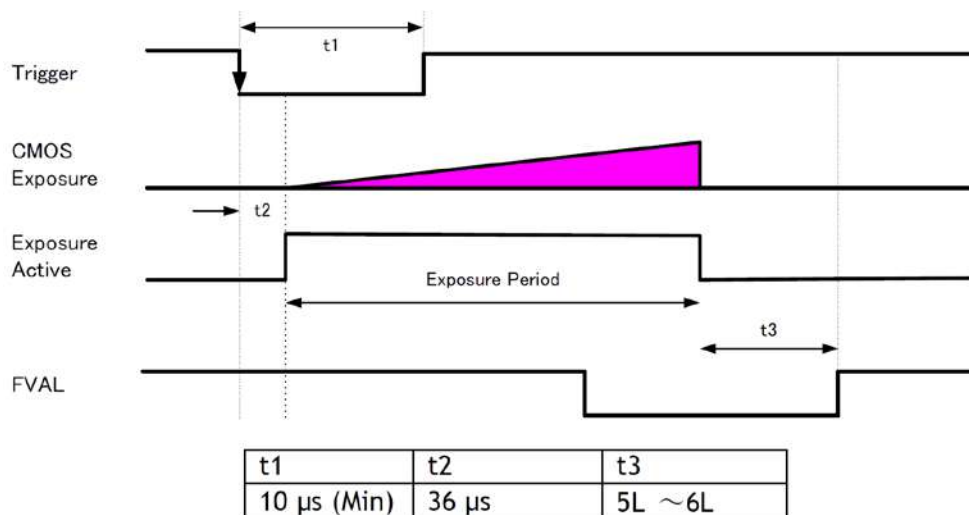 t1
Trigger
CMOS
Exposure
t2
Exposure
Active
Exposure Period
t3
FVAL
t1 t2 t3
10 µs (Min) 36 µs 5L ～6L